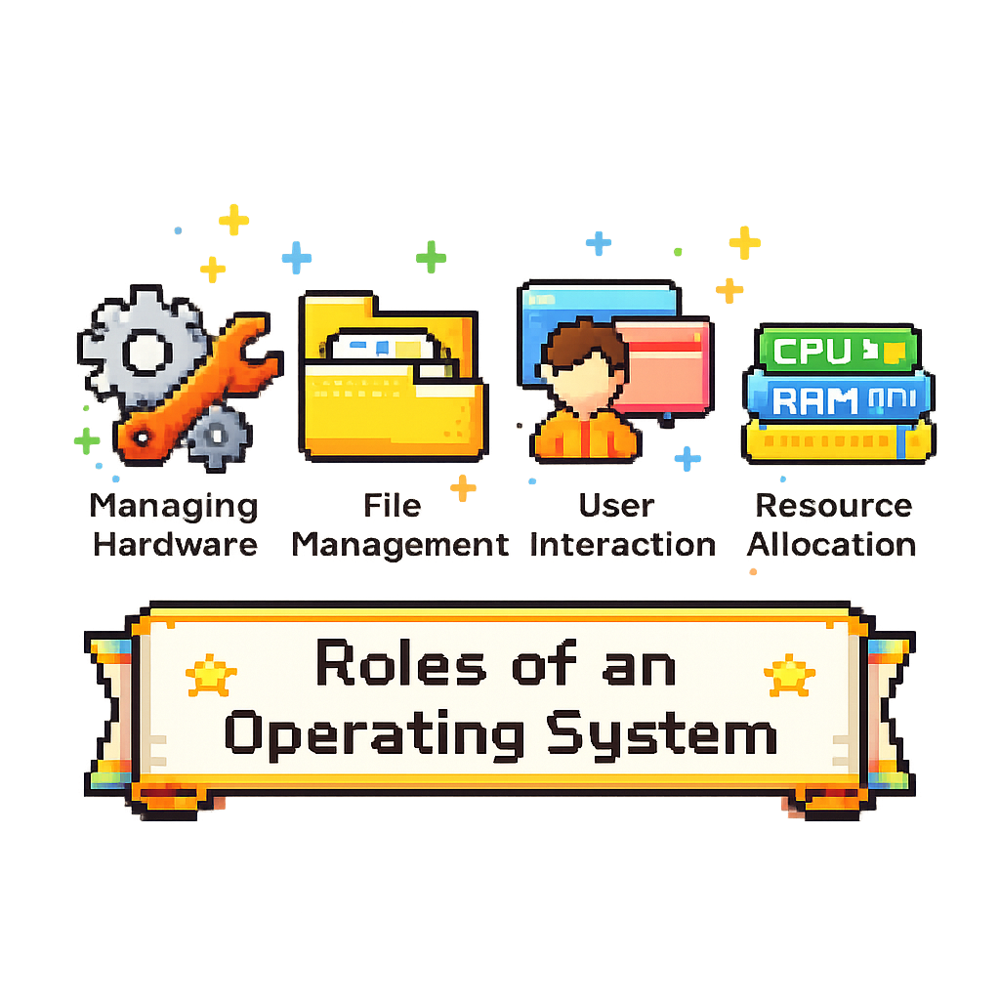 CPU
RAM
Managing
Hardware
File
Management
User
Interaction
Resource
Allocation
Roles of an
Operating System